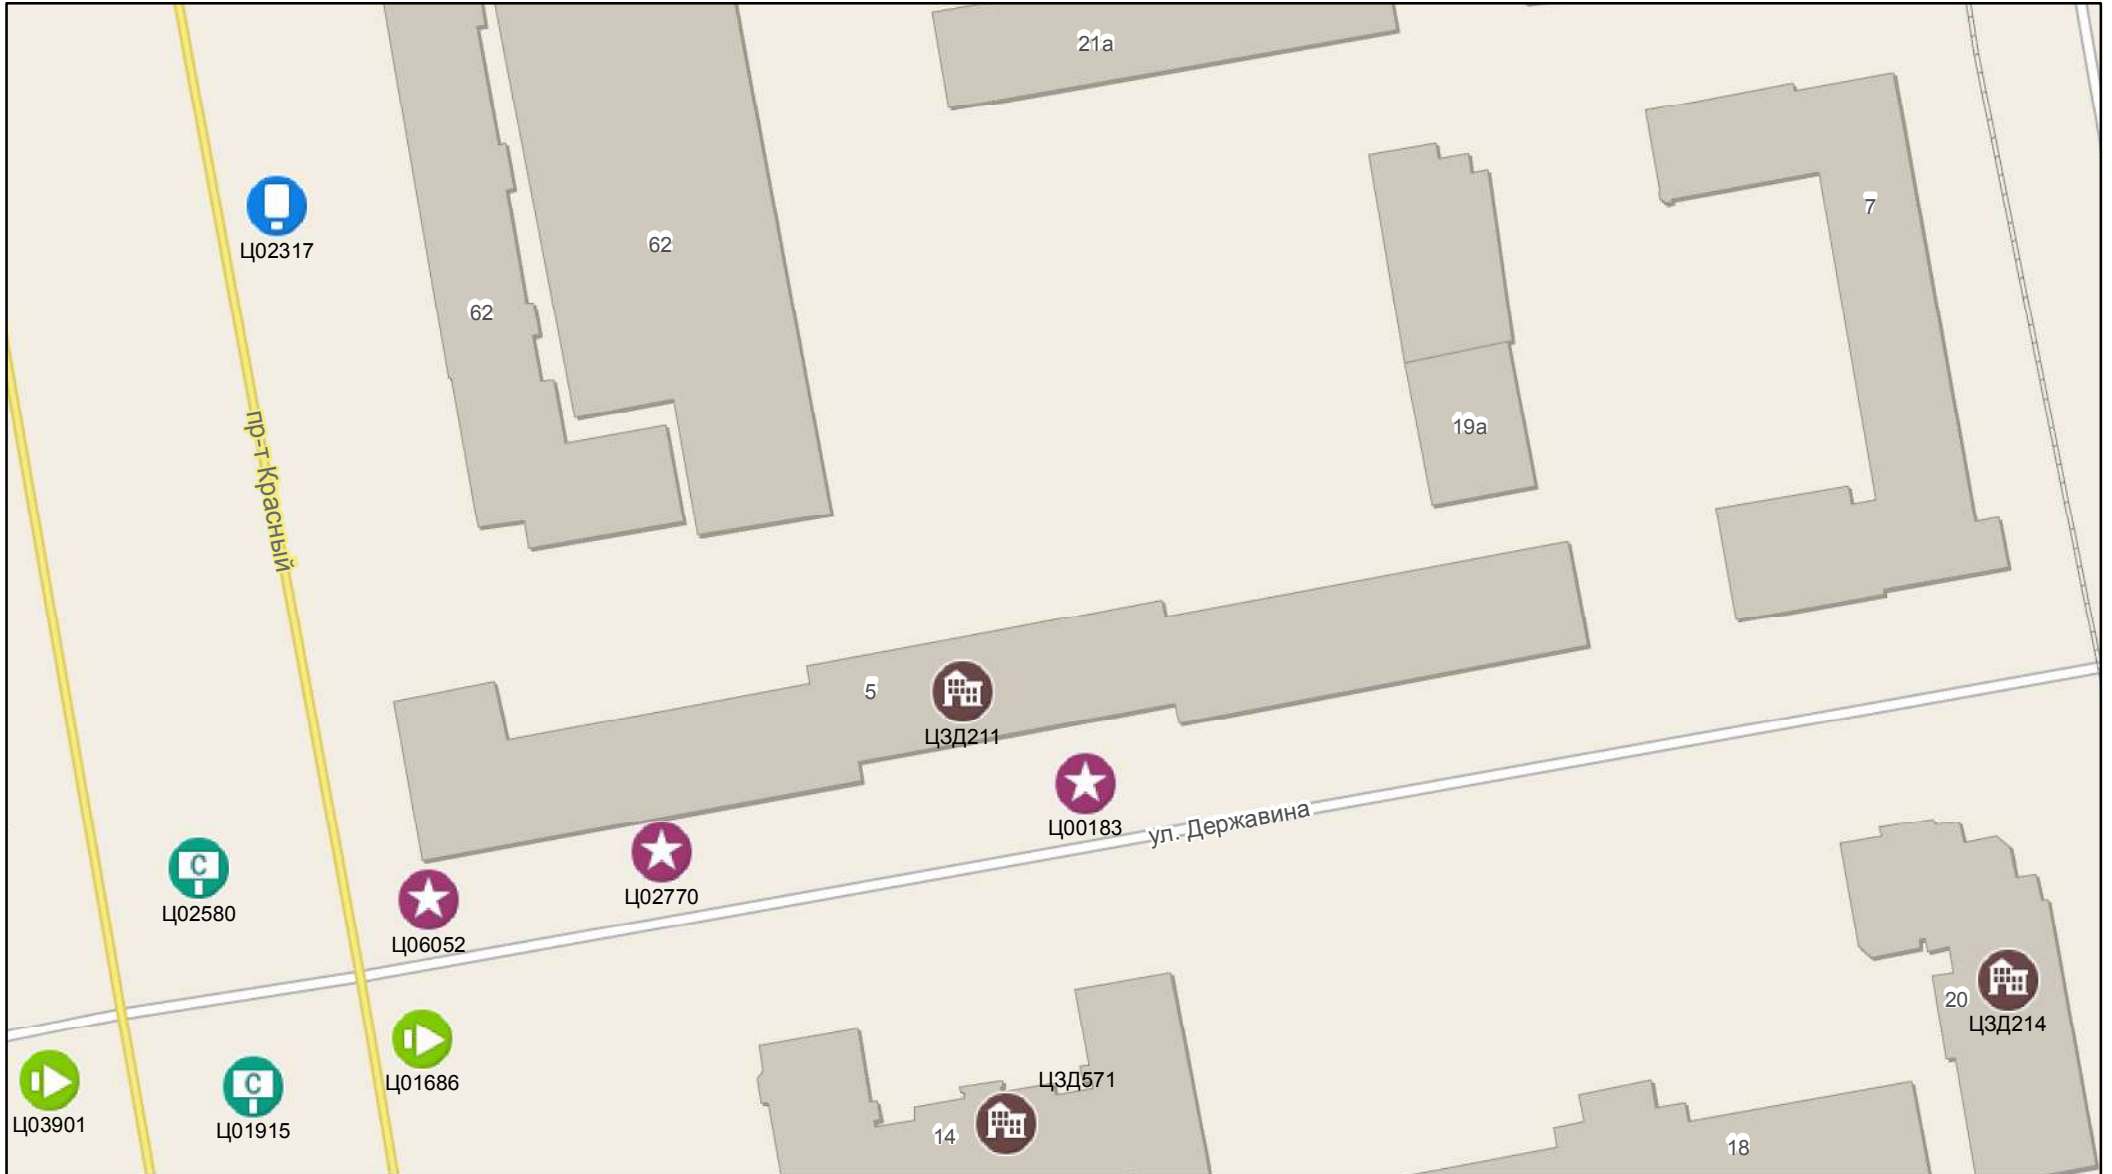 21а
7
Ц02317
62
62
19а
пр-т Красный
5
ЦЗД211
Ц00183
ул. Державина
С
Ц02580
Ц02770
Ц06052
20
ЦЗД214
Ц01686
Ц03901
С
Ц01915
ЦЗД571
14
18